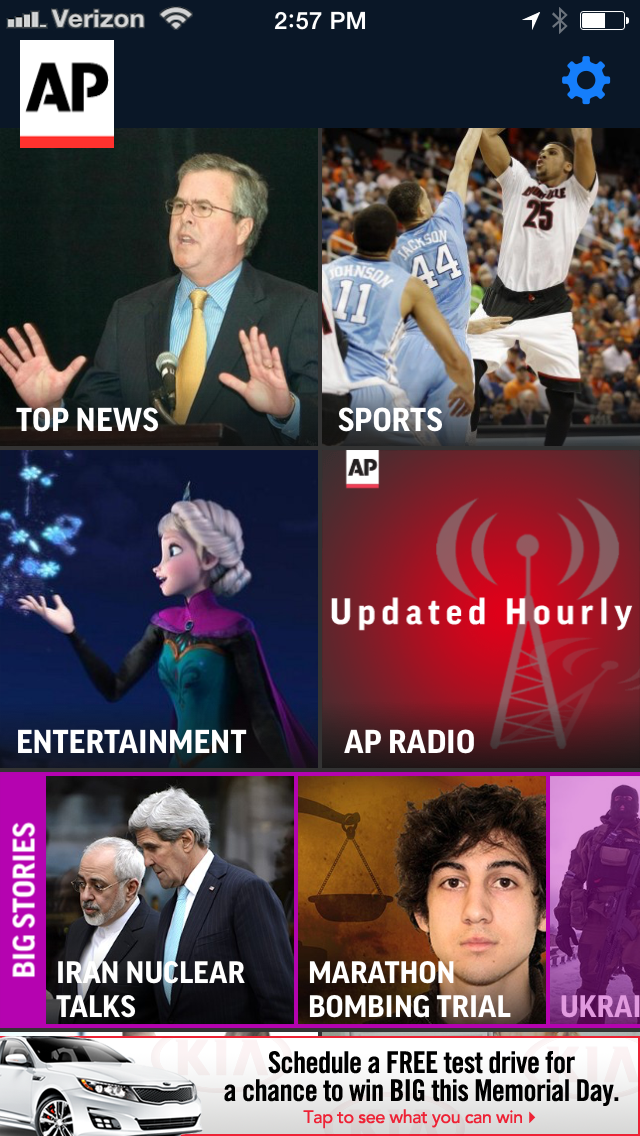 Verizon
2:57 PM
AP
25
JACKSON
44
JOHNSON
11
TOP NEWS
SPORTS
AP
Updated Hourly
ENTERTAINMENT
AP RADIO
BIG STORIES
IRAN NUCLEAR
TALKS
MARATHON
BOMBING TRIAL
UKRAI
KIA
Schedule a FREE test drive for
a chance to win BIG this Memorial Day.
Tap to see what you can win